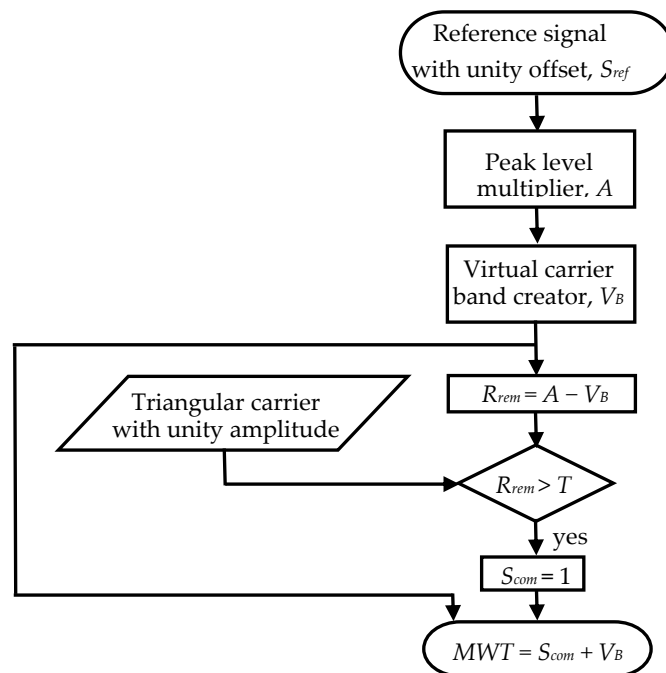 Reference signal
with unity offset, Sref
Peak level
multiplier, A
Virtual carrier
band creator, VB
Rrem = A − VB
Triangular carrier
with unity amplitude
Rrem > T
yes
Scom = 1
MWT = Scom + VB